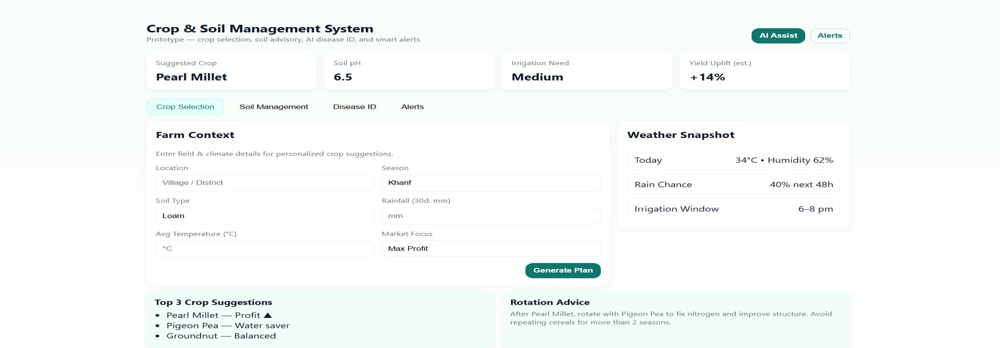 Crop & Soil Management System
Prototype — crop selection, soil advisory, AI disease ID, and smart alerts
AI Assist
Alerts
Suggested Crop
Pearl Millet
Soil pH
6.5
Irrigation Need
Medium
Yield Uplift (est.)
+14%
Crop Selection
Soil Management
Disease ID
Alerts
Farm Context
Enter field & climate details for personalized crop suggestions.
Location
Village / District
Season
Kharif
Soil Type
Loam
Rainfall (30d, mm)
mm
Avg Temperature (°C)
°C
Market Focus
Max Profit
Generate Plan
Weather Snapshot
Today 34°C • Humidity 62%
Rain Chance 40% next 48h
Irrigation Window 6–8 pm
Top 3 Crop Suggestions
• Pearl Millet — Profit ▲
• Pigeon Pea — Water saver
• Groundnut — Balanced
Rotation Advice
After Pearl Millet, rotate with Pigeon Pea to fix nitrogen and improve structure. Avoid
repeating cereals for more than 2 seasons.